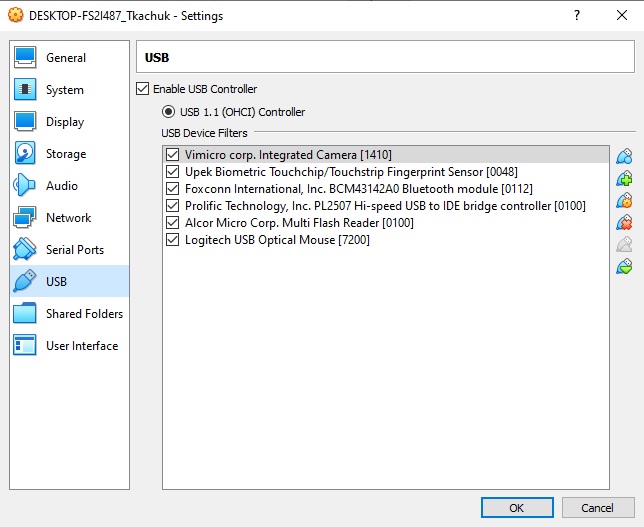 DESKTOP-FS2I487_Tkachuk - Settings
?
General
System
Display
Storage
Audio
Network
Serial Ports
USB
Shared Folders
User Interface
USB
Enable USB Controller
USB 1.1 (OHCI) Controller
USB Device Filters
Vimicro corp. Integrated Camera [1410]
Upek Biometric Touchchip/Touchstrip Fingerprint Sensor [0048]
Foxconn International, Inc. BCM43142A0 Bluetooth module [0112]
Prolific Technology, Inc. PL2507 Hi-speed USB to IDE bridge controller [0100]
Alcor Micro Corp. Multi Flash Reader [0100]
Logitech USB Optical Mouse [7200]
OK
Cancel